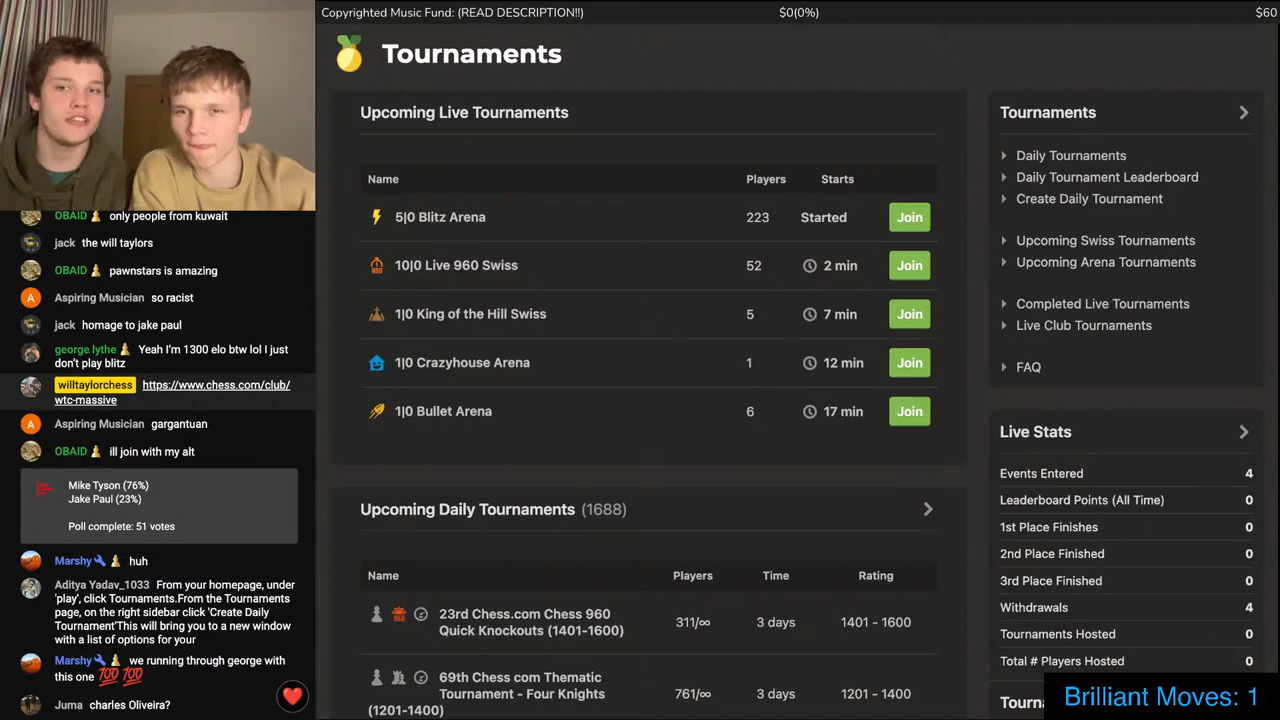 Copyrighted Music Fund: (READ DESCRIPTION!!) $0(0%) $60
Tournaments
Upcoming Live Tournaments
Name Players Starts
5|0 Blitz Arena 223 Started Join
10|0 Live 960 Swiss 52 2 min Join
1|0 King of the Hill Swiss 5 7 min Join
1|0 Crazyhouse Arena 1 12 min Join
1|0 Bullet Arena 6 17 min Join
Upcoming Daily Tournaments (1688)
Name Players Time Rating
23rd Chess.com Chess 960
Quick Knockouts (1401-1600) 311/∞ 3 days 1401 - 1600
69th Chess com Thematic
Tournament - Four Knights 761/∞ 3 days 1201 - 1400
(1201-1400)
Tournaments
Daily Tournaments
Daily Tournament Leaderboard
Create Daily Tournament
Upcoming Swiss Tournaments
Upcoming Arena Tournaments
Completed Live Tournaments
Live Club Tournaments
FAQ
Live Stats
Events Entered 4
Leaderboard Points (All Time) 0
1st Place Finishes 0
2nd Place Finished 0
3rd Place Finished 0
Withdrawals 4
Tournaments Hosted 0
Total # Players Hosted 0
Tourna
Brilliant Moves: 1
OBAID only people from kuwait
jack the will taylors
OBAID pawnstars is amazing
A Aspiring Musician so racist
jack homage to jake paul
george lythe Yeah I'm 1300 elo btw lol I just
don't play blitz
willtaylorchess https://www.chess.com/club/
wtc-massive
A Aspiring Musician gargantuan
OBAID ill join with my alt
Mike Tyson (76%)
Jake Paul (23%)
Poll complete: 51 votes
Marshy huh
Aditya Yadav_1033 From your homepage, under
'play', click Tournaments.From the Tournaments
page, on the right sidebar click 'Create Daily
Tournament'This will bring you to a new window
with a list of options for your
Marshy we running through george with
this one 💯 💯
Juma charles Oliveira?